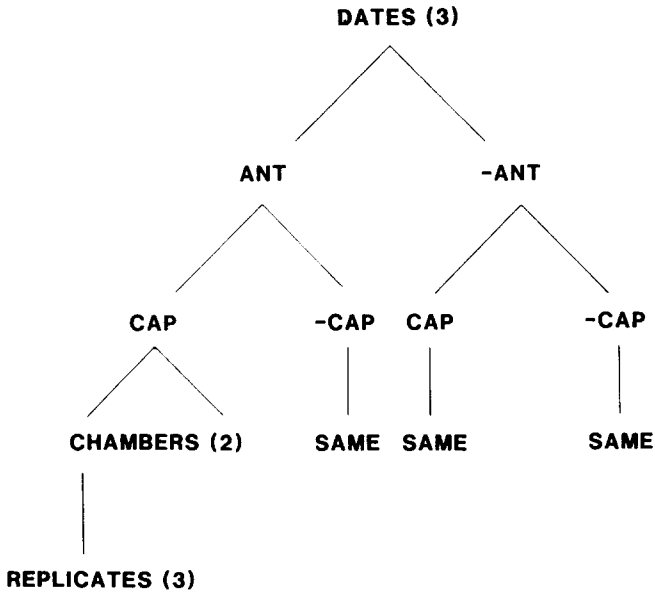 DATES (3)
ANT -ANT
CAP -CAP CAP -CAP
CHAMBERS (2) SAME SAME SAME
REPLICATES (3)